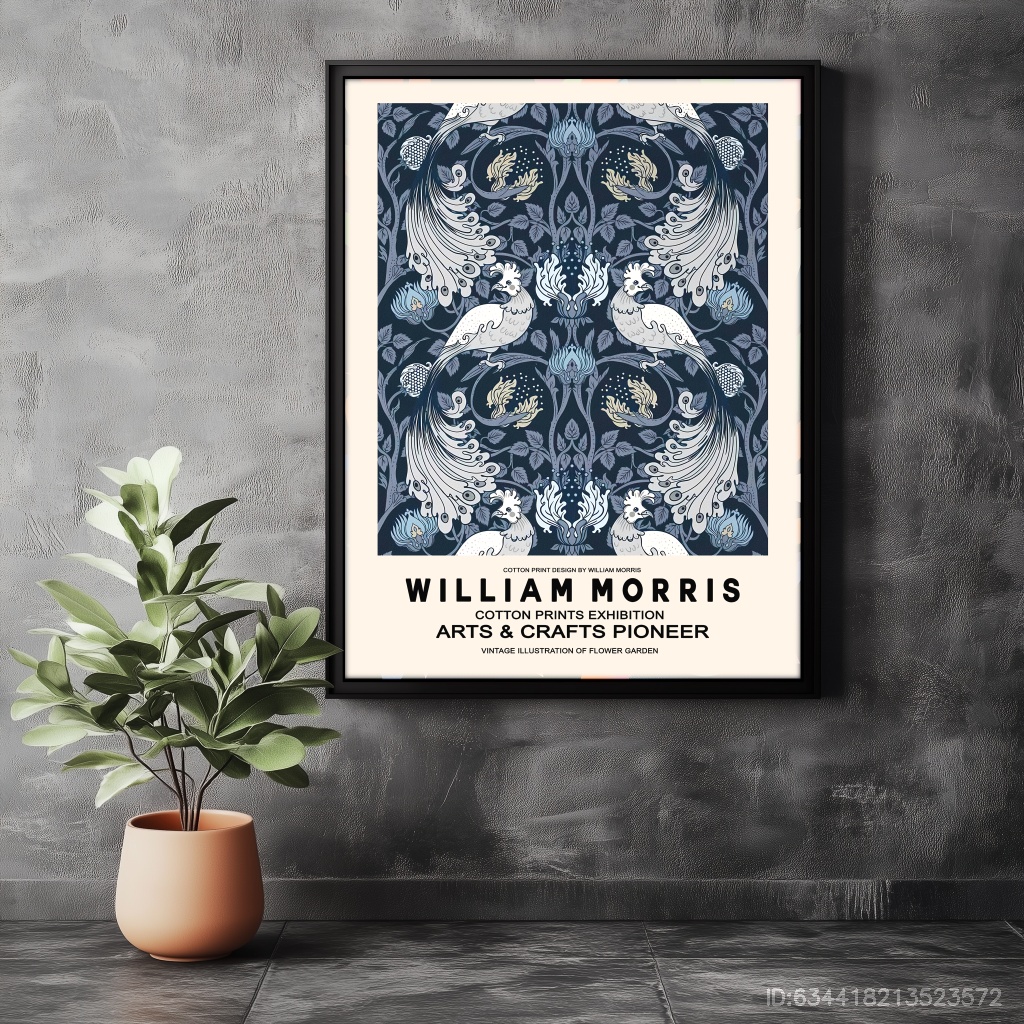 COTTON PRINT DESIGN BY WILLIAM MORRIS
WILLIAM MORRIS
COTTON PRINTS EXHIBITION
ARTS & CRAFTS PIONEER
VINTAGE ILLUSTRATION OF FLOWER GARDEN
ID:634418213523572